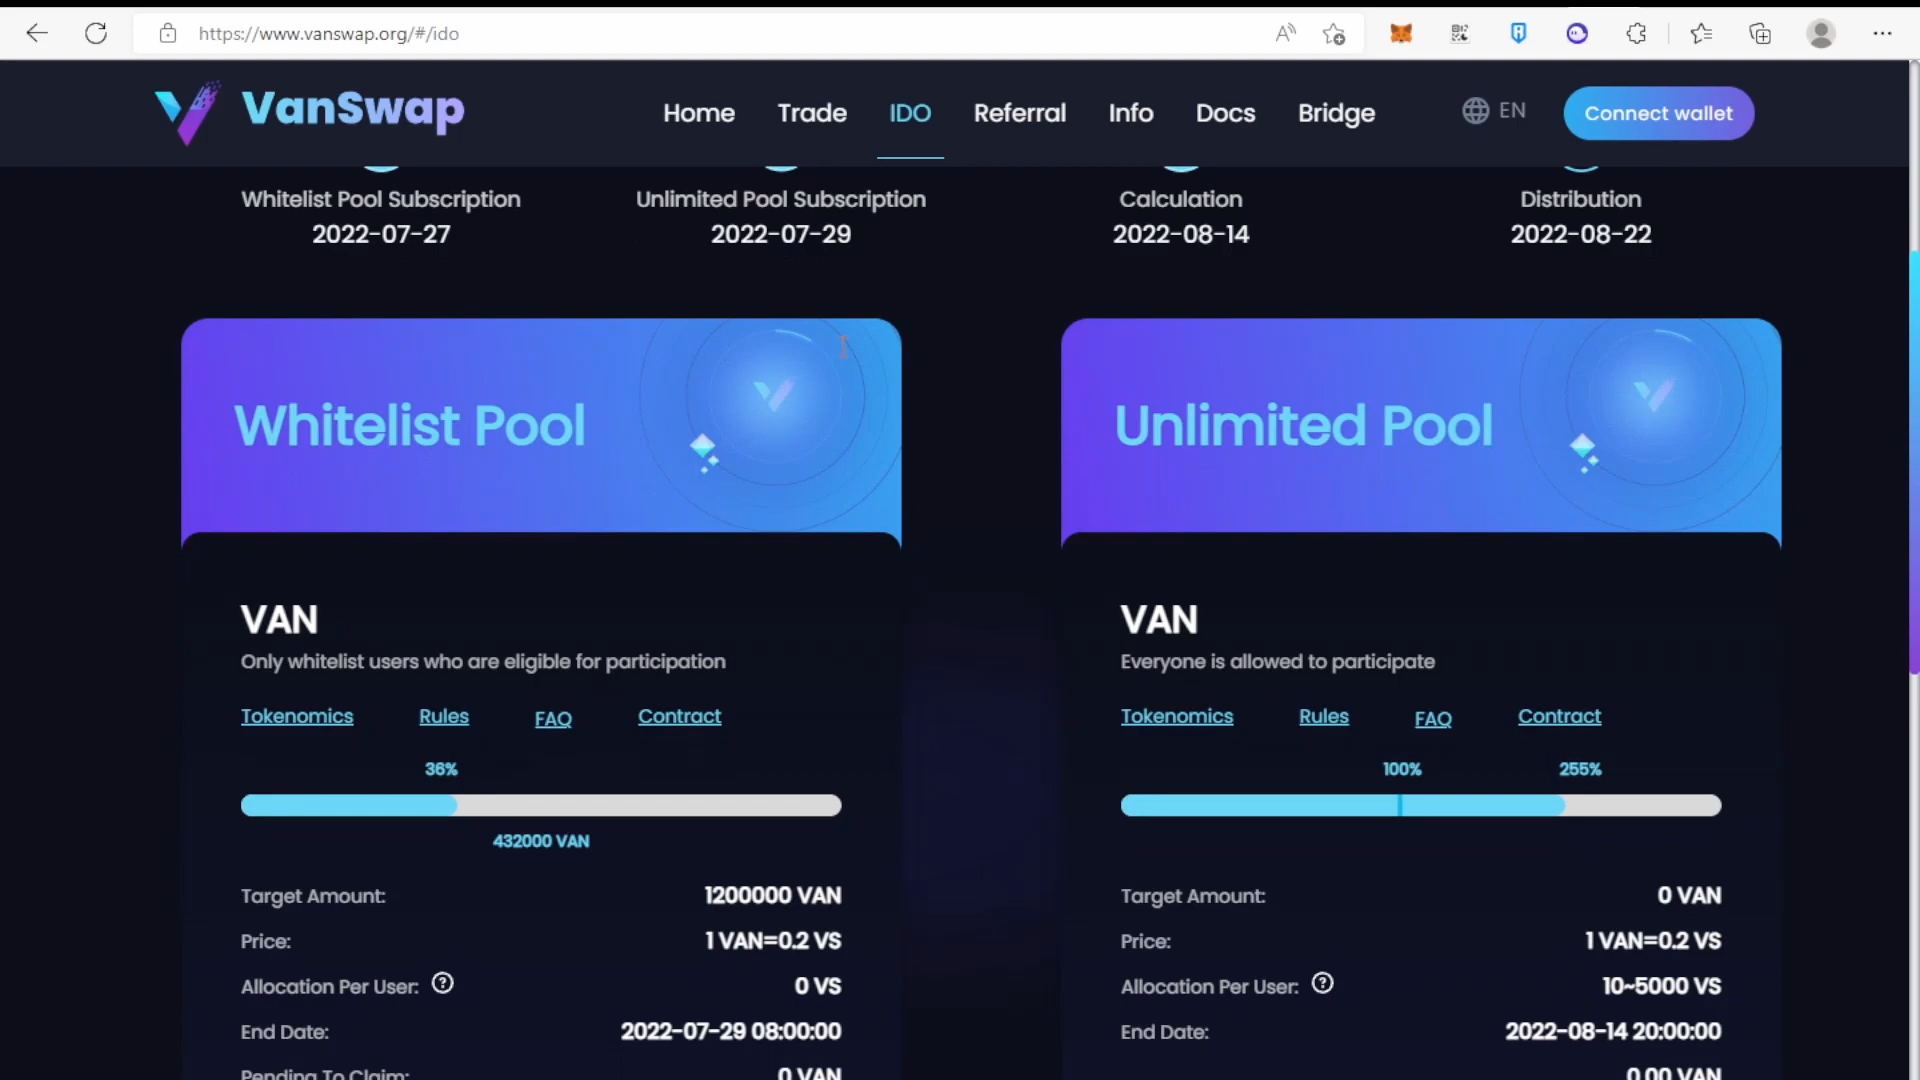 https://www.vanswap.org/#/ido
VanSwap
Home Trade IDO Referral Info Docs Bridge
EN
Connect wallet
Whitelist Pool Subscription
2022-07-27
Unlimited Pool Subscription
2022-07-29
Calculation
2022-08-14
Distribution
2022-08-22
Whitelist Pool
VAN
Only whitelist users who are eligible for participation
Tokenomics Rules FAQ Contract
36%
432000 VAN
Target Amount: 1200000 VAN
Price: 1 VAN=0.2 VS
Allocation Per User: ? 0 VS
End Date: 2022-07-29 08:00:00
Pending To Claim: 0 VAN
Unlimited Pool
VAN
Everyone is allowed to participate
Tokenomics Rules FAQ Contract
100% 255%
Target Amount: 0 VAN
Price: 1 VAN=0.2 VS
Allocation Per User: ? 10~5000 VS
End Date: 2022-08-14 20:00:00
0.00 VAN